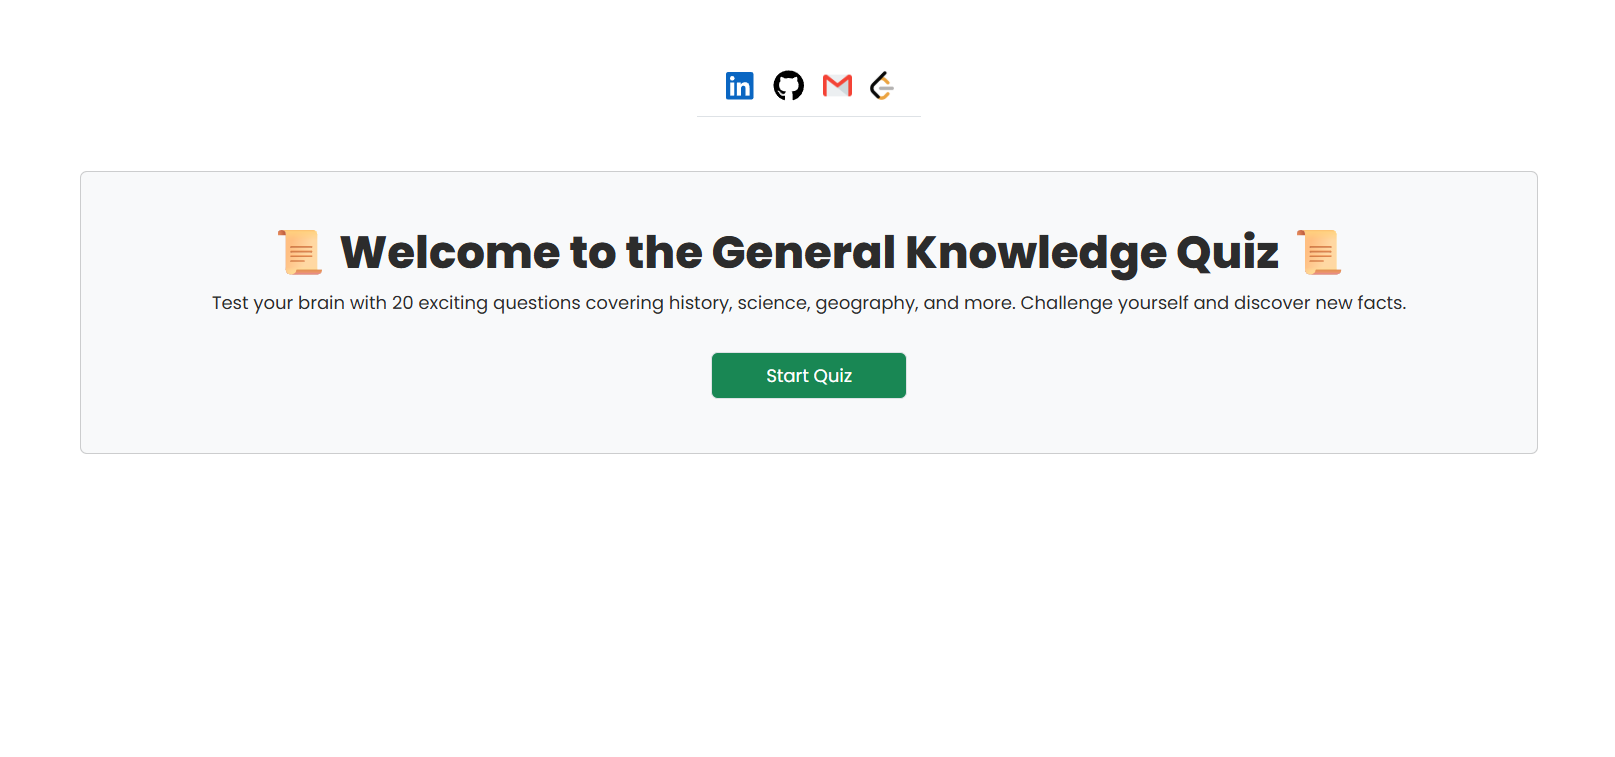 in
📜 Welcome to the General Knowledge Quiz 📜
Test your brain with 20 exciting questions covering history, science, geography, and more. Challenge yourself and discover new facts.
Start Quiz